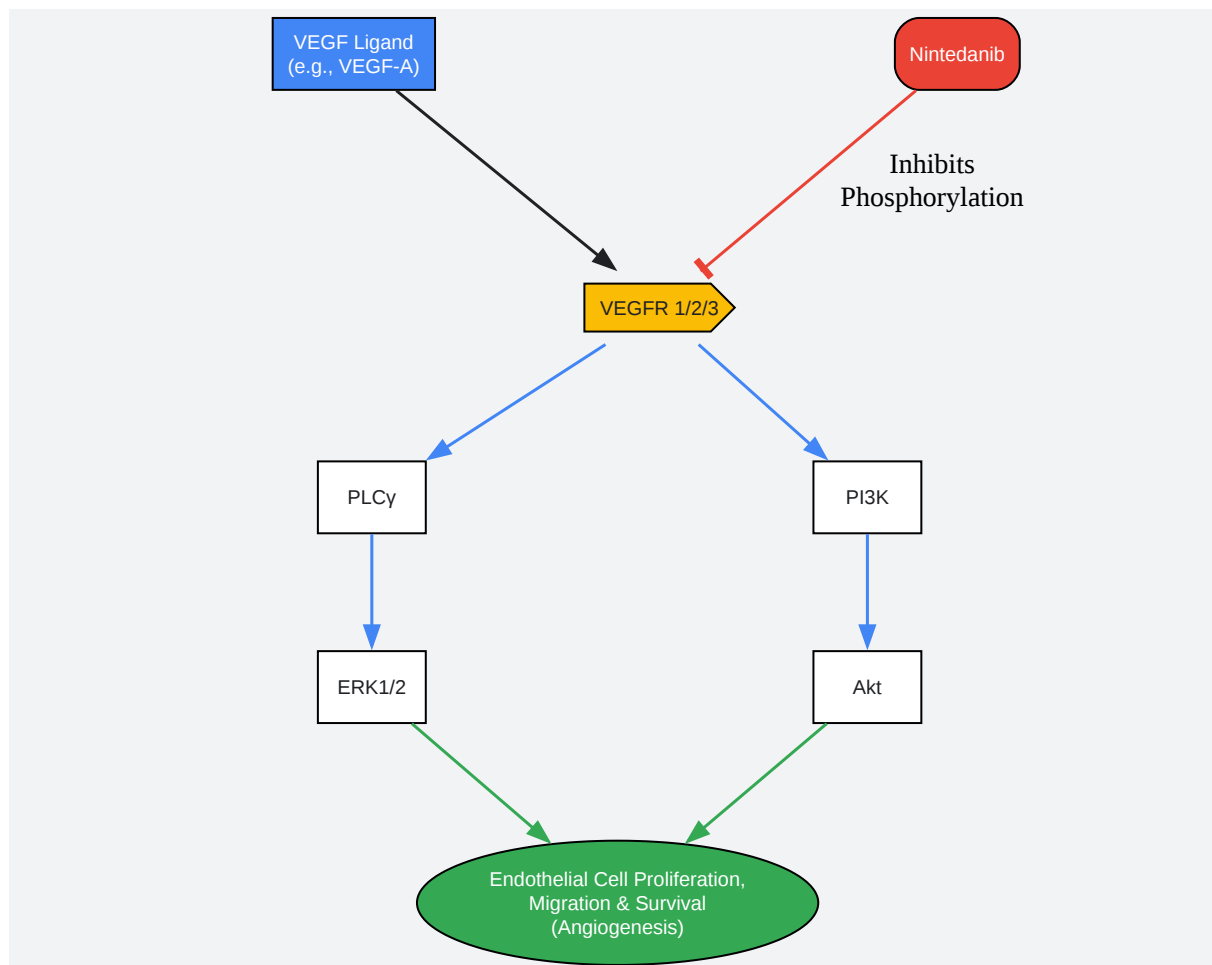 VEGF Ligand
(e.g., VEGF-A)
Nintedanib
Inhibits
Phosphorylation
VEGFR 1/2/3
PLCγ
PI3K
ERK1/2
Akt
Endothelial Cell Proliferation,
Migration & Survival
(Angiogenesis)